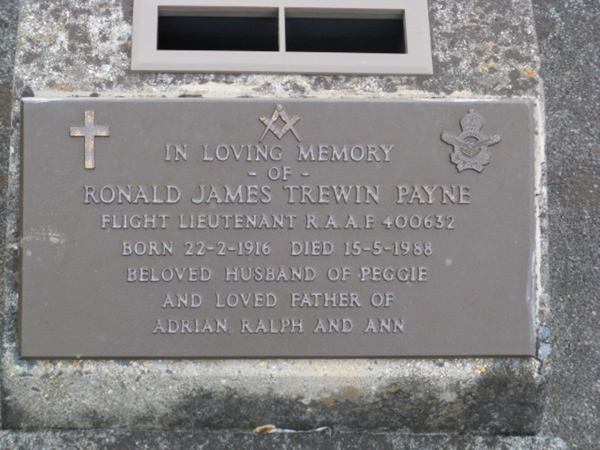 IN LOVING MEMORY
- OF -
RONALD JAMES TREWIN PAYNE
FLIGHT LIEUTENANT R.A.A.F. 400632
BORN 22-2-1916 DIED 15-5-1988
BELOVED HUSBAND OF PEGGIE
AND LOVED FATHER OF
ADRIAN, RALPH AND ANN